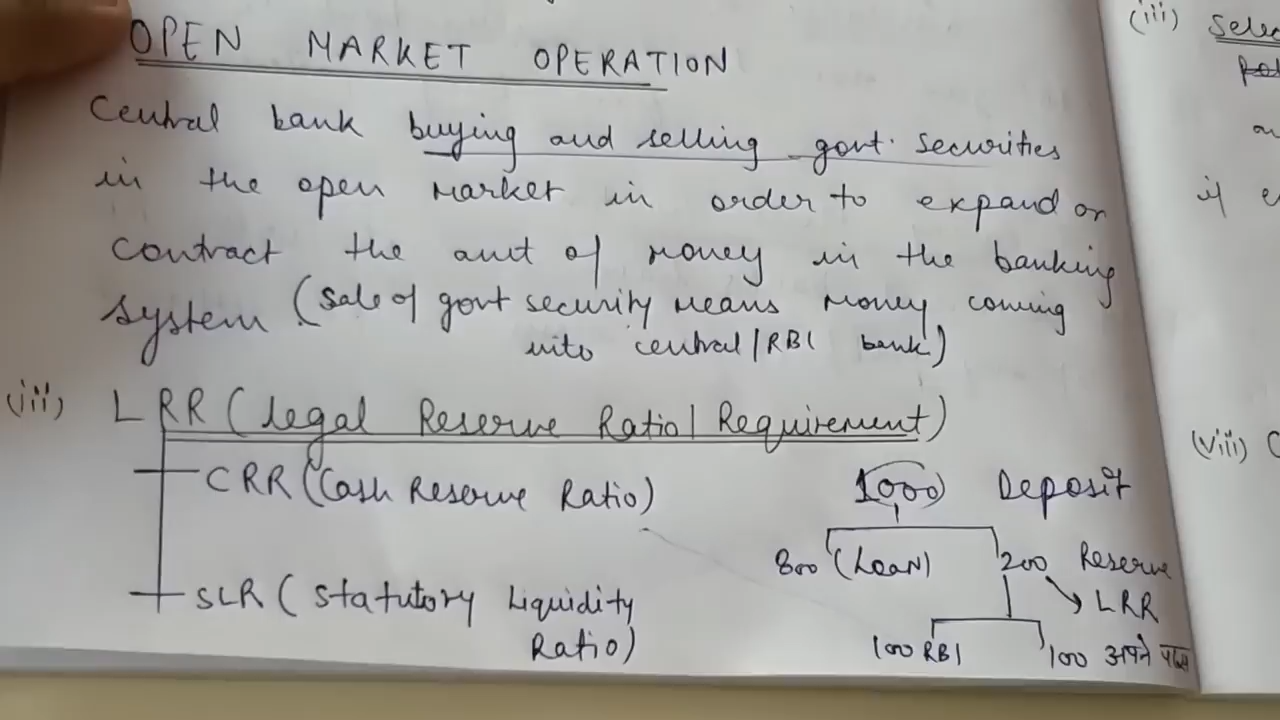 OPEN MARKET OPERATION
Central bank buying and selling govt. securities
in the open market in order to expand or
contract the amt of money in the banking
system (sale of govt security means money coming
into central/RBI bank)
(iii) LRR (legal Reserve Ratio/Requirement)
CRR (Cash Reserve Ratio)
SLR (Statutory Liquidity
Ratio)
1000 Deposit
800 (Loan) 200 Reserve
LRR
100 RBI 100 अपने पास
(iii)
if
(viii)